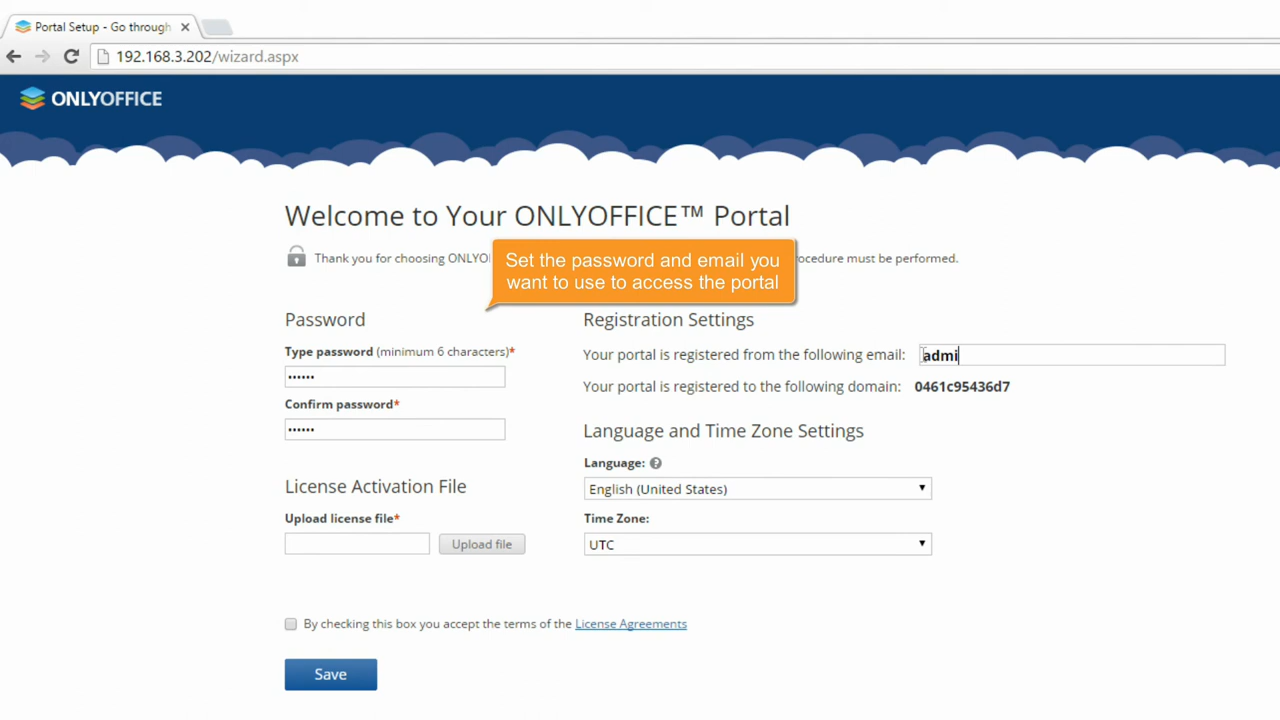 Portal Setup - Go through
192.168.3.202/wizard.aspx
ONLYOFFICE
Welcome to Your ONLYOFFICE™ Portal
Thank you for choosing ONLYO
Set the password and email you
want to use to access the portal
rocedure must be performed.
Password
Type password (minimum 6 characters)*
••••••
Confirm password*
••••••
License Activation File
Upload license file*
Upload file
Registration Settings
Your portal is registered from the following email: admi
Your portal is registered to the following domain: 0461c95436d7
Language and Time Zone Settings
Language: ?
English (United States)
Time Zone:
UTC
By checking this box you accept the terms of the License Agreements
Save